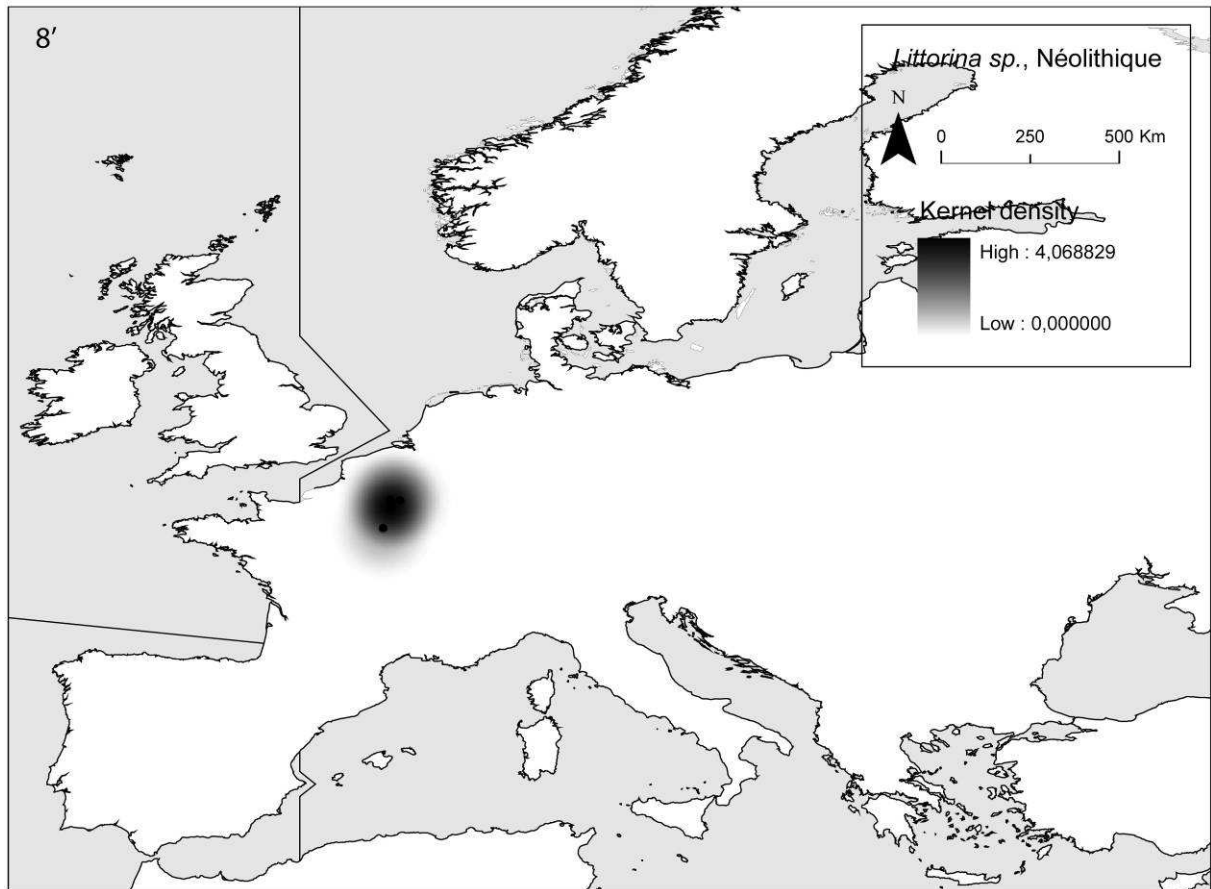 8′
Littorina sp., Néolithique
N
0 250 500 Km
Kernel density
High : 4,068829
Low : 0,000000